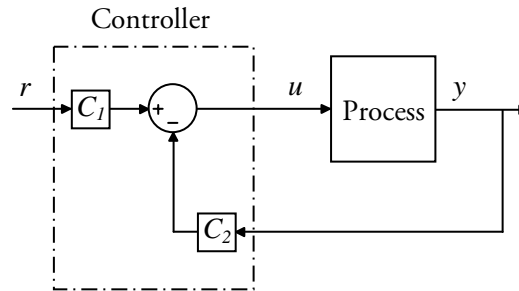 Controller
r
C1
+
−
u
Process
y
C2